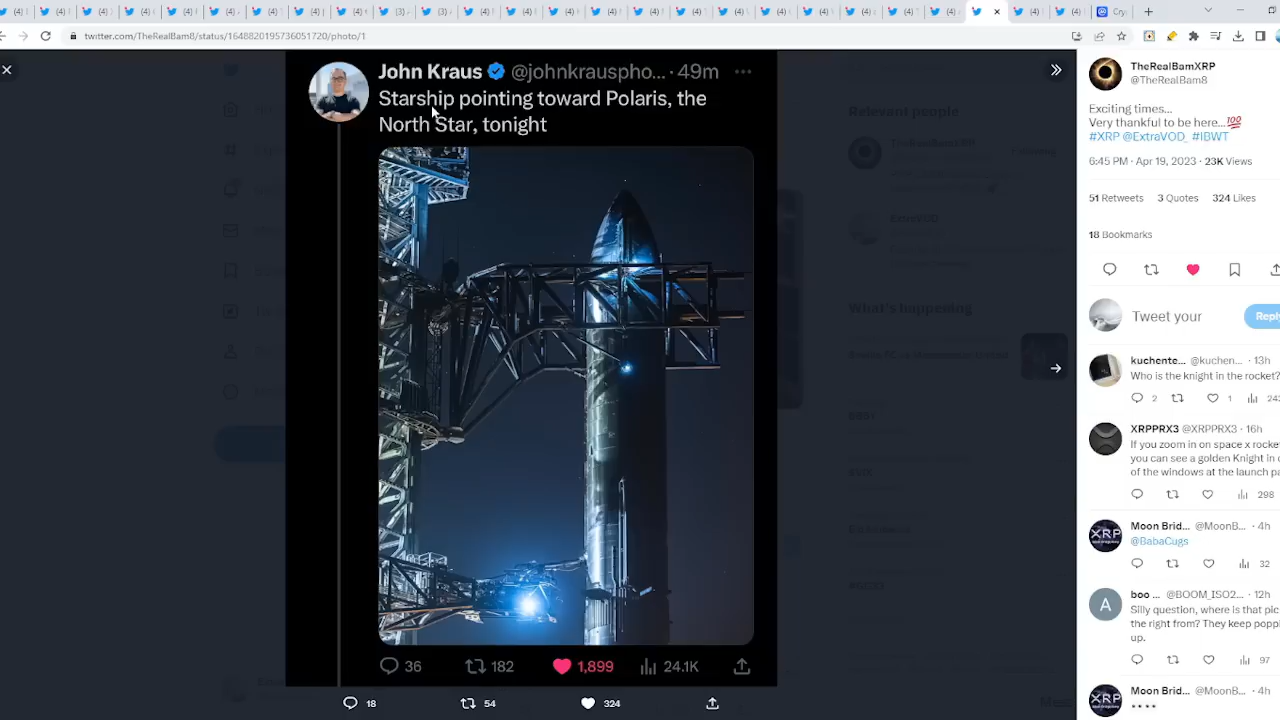 twitter.com/TheRealBam8/status/1648820195736051720/photo/1
John Kraus @johnkrauspho... · 49m
Starship pointing toward Polaris, the
North Star, tonight
36 182 1,899 24.1K
18 54 324
Relevant people
What's happening
TheRealBamXRP
@TheRealBam8
Exciting times...
Very thankful to be here...💯
#XRP @ExtraVOD_ #IBWT
6:45 PM · Apr 19, 2023 · 23K Views
51 Retweets 3 Quotes 324 Likes
18 Bookmarks
Tweet your
Reply
kuchente... @kuchen... · 13h
Who is the knight in the rocket?
2 1 243
XRPPRX3 @XRPPRX3 · 16h
If you zoom in on space x rocke
you can see a golden Knight in o
of the windows at the launch pa
298
Moon Brid... @MoonB... · 4h
@BabaCugs
32
boo ... @BOOM_ISO2... · 12h
Silly question, where is that pic
the right from? They keep poppi
up.
97
Moon Brid... @MoonB... · 4h